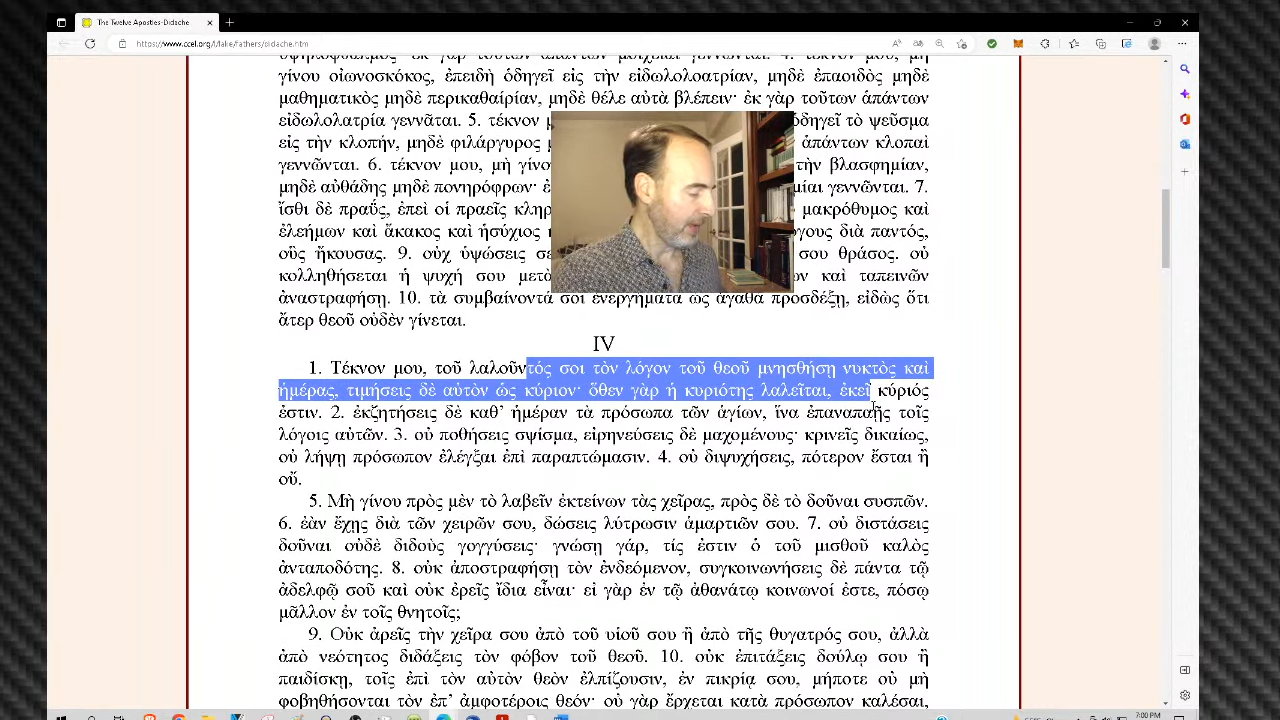 The Twelve Apostles-Didache
https://www.ccel.org/l/lake/fathers/didache.htm
γίνου οἰωνοσκόκος, ἐπειδὴ ὁδηγεῖ εἰς τὴν εἰδωλολοατρίαν, μηδὲ ἐπαοιδὸς μηδὲ
μαθηματικὸς μηδὲ περικαθαίριαν, μηδὲ θέλε αὐτὰ βλέπειν· ἐκ γὰρ τούτων ἁπάντων
εἰδωλολατρία γεννᾶται. 5. τέκνον ὁδηγεῖ τὸ ψεῦσμα
εἰς τὴν κλοπήν, μηδὲ φιλάργυρος ἁπάντων κλοπαὶ
γεννῶνται. 6. τέκνον μου, μὴ τὴν βλασφημίαν,
μηδὲ αὐθάδης μηδὲ πονηρόφρων· γεννῶνται. 7.
ἴσθι δὲ πραΰς, ἐπεὶ οἱ πραεῖς μακρόθυμος καὶ
ἐλεήμων καὶ ἄκακος καὶ ἡσύχιος διὰ παντός,
οὓς ἤκουσας. 9. οὐχ ὑψώσεις σου θράσος. οὐ
κολληθήσεται ἡ ψυχή σου καὶ ταπεινῶν
ἀναστραφήσῃ. 10. τὰ συμβαίνοντά σοι ἐνεργήματα ὡς ἀγαθὰ προσδέξῃ, εἰδὼς ὅτι
ἄτερ θεοῦ οὐδὲν γίνεται.
IV
1. Τέκνον μου, τοῦ λαλοῦντός σοι τὸν λόγον τοῦ θεοῦ μνησθήσῃ νυκτὸς καὶ
ἡμέρας, τιμήσεις δὲ αὐτὸν ὡς κύριον· ὅθεν γὰρ ἡ κυριότης λαλεῖται, ἐκεῖ κύριός
ἐστιν. 2. ἐκζητήσεις δὲ καθ’ ἡμέραν τὰ πρόσωπα τῶν ἁγίων, ἵνα ἐπαναπαῇς τοῖς
λόγοις αὐτῶν. 3. οὐ ποθήσεις σψίσμα, εἰρηνεύσεις δὲ μαχομένους· κρινεῖς δικαίως,
οὐ λήψῃ πρόσωπον ἐλέγξαι ἐπὶ παραπτώμασιν. 4. οὐ διψυχήσεις, πότερον ἔσται ἢ
οὔ.
5. Μὴ γίνου πρὸς μὲν τὸ λαβεῖν ἐκτείνων τὰς χεῖρας, πρὸς δὲ τὸ δοῦναι συσπῶν.
6. ἐὰν ἔχῃς διὰ τῶν χειρῶν σου, δώσεις λύτρωσιν ἁμαρτιῶν σου. 7. οὐ διστάσεις
δοῦναι οὐδὲ διδοὺς γογγύσεις· γνώσῃ γάρ, τίς ἐστιν ὁ τοῦ μισθοῦ καλὸς
ἀνταποδότης. 8. οὐκ ἀποστραφήσῃ τὸν ἐνδεόμενον, συγκοινωνήσεις δὲ πάντα τῷ
ἀδελφῷ σοῦ καὶ οὐκ ἐρεῖς ἴδια εἶναι· εἰ γὰρ ἐν τῷ ἀθανάτῳ κοινωνοί ἐστε, πόσῳ
μᾶλλον ἐν τοῖς θνητοῖς;
9. Οὐκ ἀρεῖς τὴν χεῖρα σου ἀπὸ τοῦ υἱοῦ σου ἢ ἀπὸ τῆς θυγατρός σου, ἀλλὰ
ἀπὸ νεότητος διδάξεις τὸν φόβον τοῦ θεοῦ. 10. οὐκ ἐπιτάξεις δούλῳ σου ἢ
παιδίσκῃ, τοῖς ἐπὶ τὸν αὐτὸν θεὸν ἐλπίζουσιν, ἐν πικρίᾳ σου, μήποτε οὐ μὴ
φοβηθήσονται τὸν ἐπ’ ἀμφοτέροις θεόν· οὐ γὰρ ἔρχεται κατὰ πρόσωπον καλέσαι,
7:00 PM